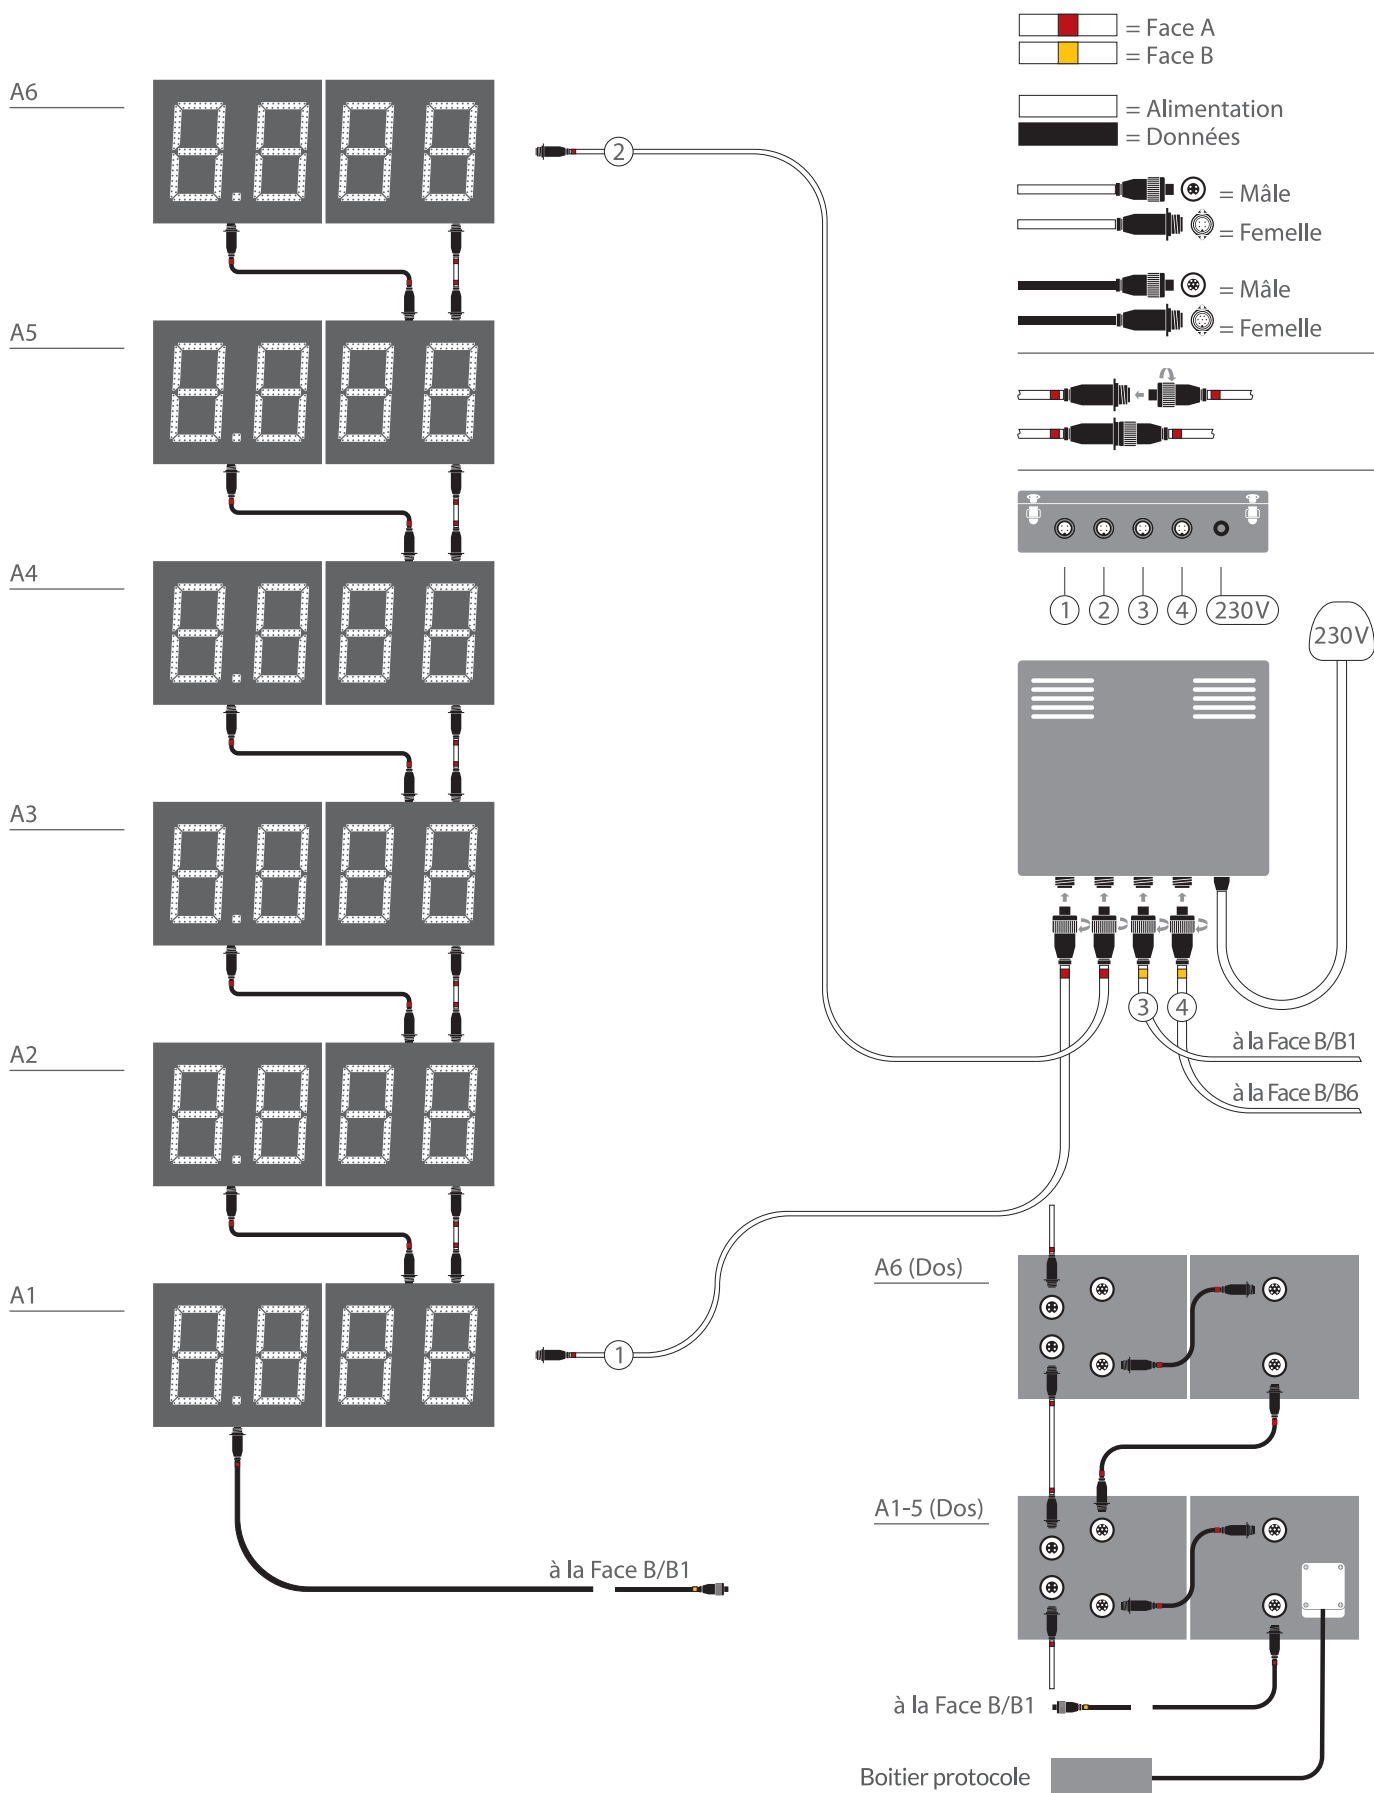 = Face A
= Face B
= Alimentation
= Données
= Mâle
= Femelle
= Mâle
= Femelle
A6
2
A5
A4
1 2 3 4 230V
230V
A3
3 4
à la Face B/B1
A2
à la Face B/B6
A6 (Dos)
A1
1
A1-5 (Dos)
à la Face B/B1
à la Face B/B1
Boitier protocole